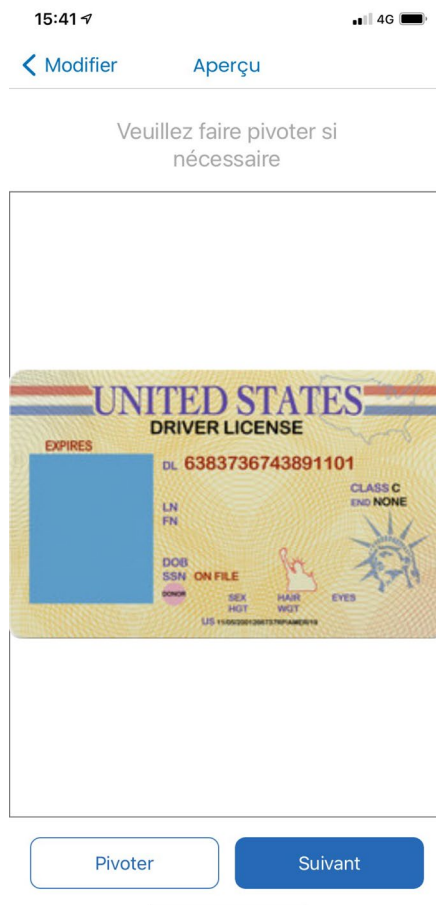 15:41
4G
Modifier
Aperçu
Veuillez faire pivoter si
nécessaire
UNITED STATES
DRIVER LICENSE
EXPIRES
DL 6383736743891101
CLASS C
END NONE
LN
FN
DOB
SSN ON FILE
DONOR
SEX HAIR EYES
HGT WGT
US
Pivoter
Suivant